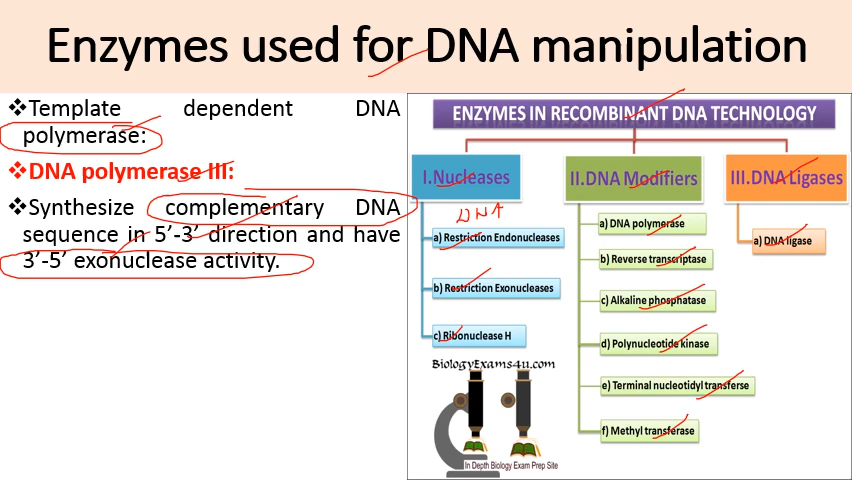 Enzymes used for DNA manipulation
❖Template dependent DNA
polymerase:
❖DNA polymerase III:
❖Synthesize complementary DNA
sequence in 5’-3’ direction and have
3’-5’ exonuclease activity.
ENZYMES IN RECOMBINANT DNA TECHNOLOGY
I.Nucleases
DNA
a) Restriction Endonucleases
b) Restriction Exonucleases
c) Ribonuclease H
II.DNA Modifiers
a) DNA polymerase
b) Reverse transcriptase
c) Alkaline phosphatase
d) Polynucleotide kinase
e) Terminal nucleotidyl transferse
f) Methyl transferase
III.DNA Ligases
a) DNA ligase
BiologyExams4u.com
In Depth Biology Exam Prep Site